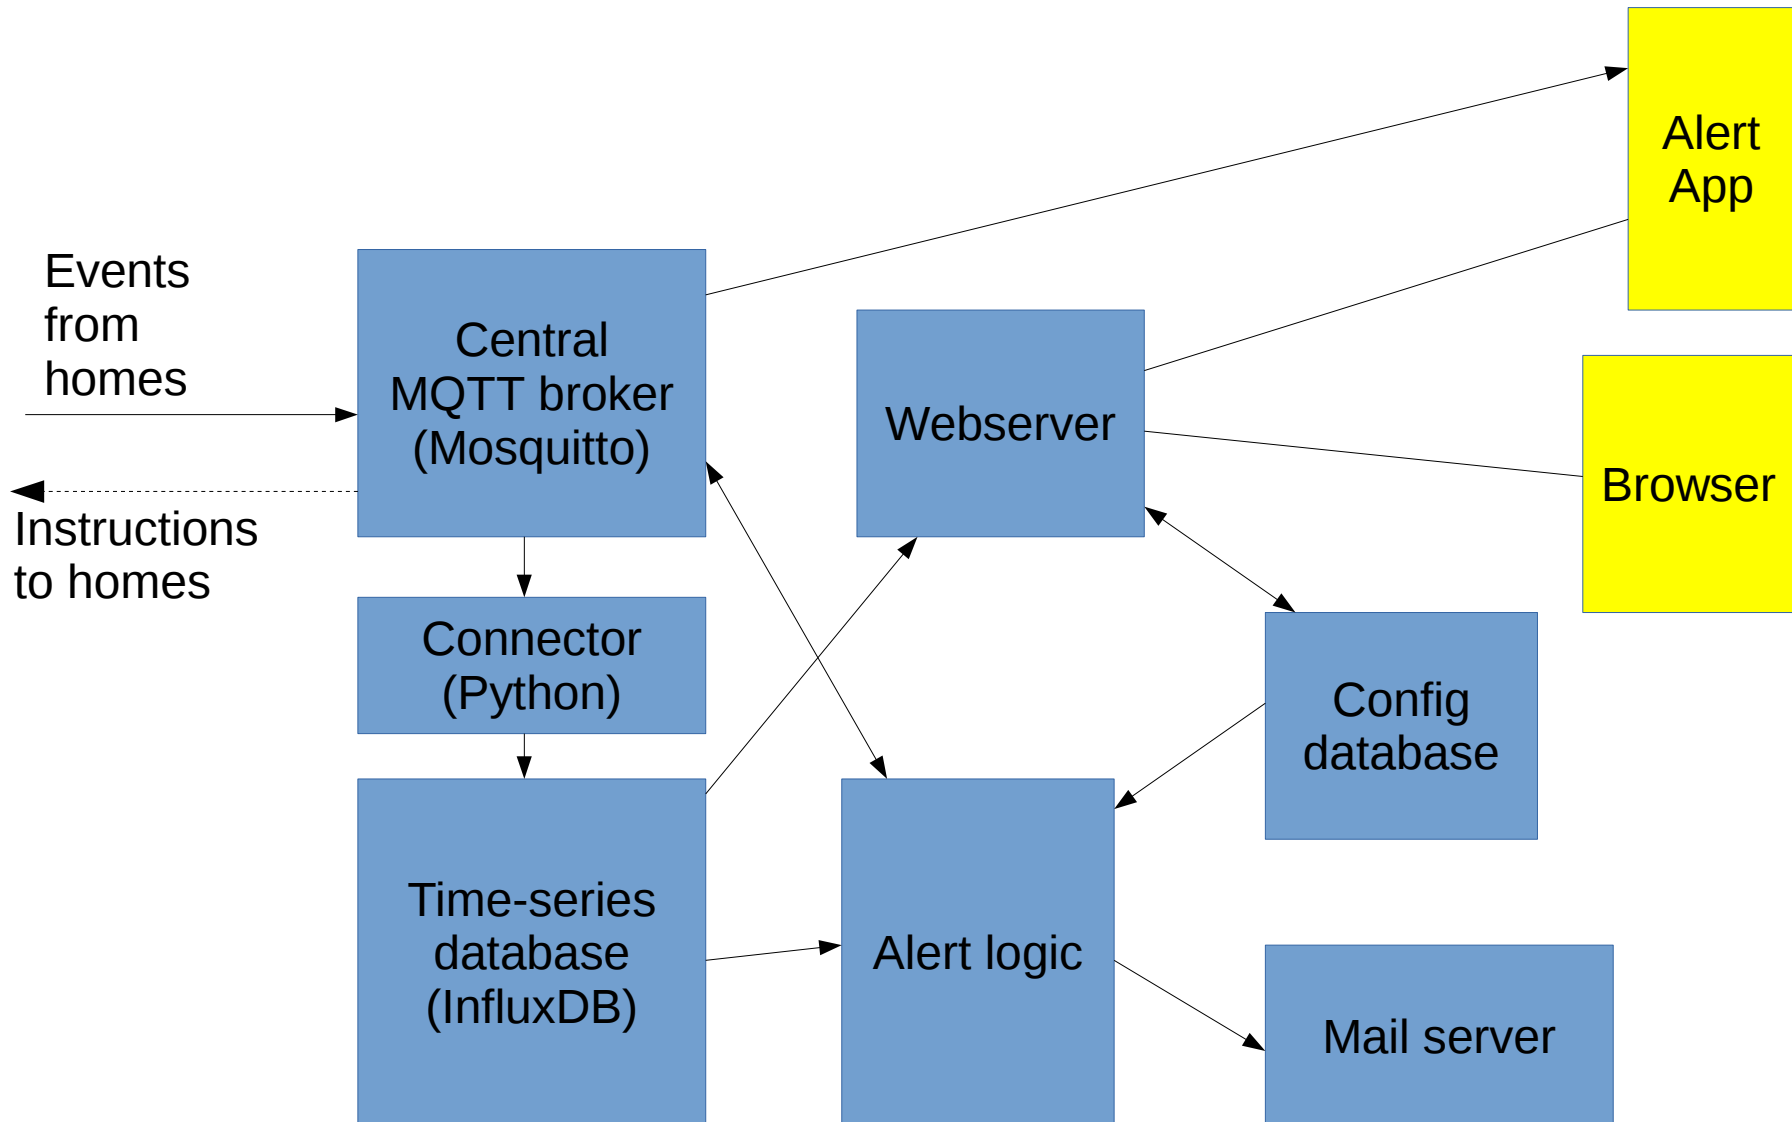 Events
from
homes
Instructions
to homes
Central
MQTT broker
(Mosquitto)
Connector
(Python)
Time-series
database
(InfluxDB)
Webserver
Alert logic
Config
database
Mail server
Alert
App
Browser